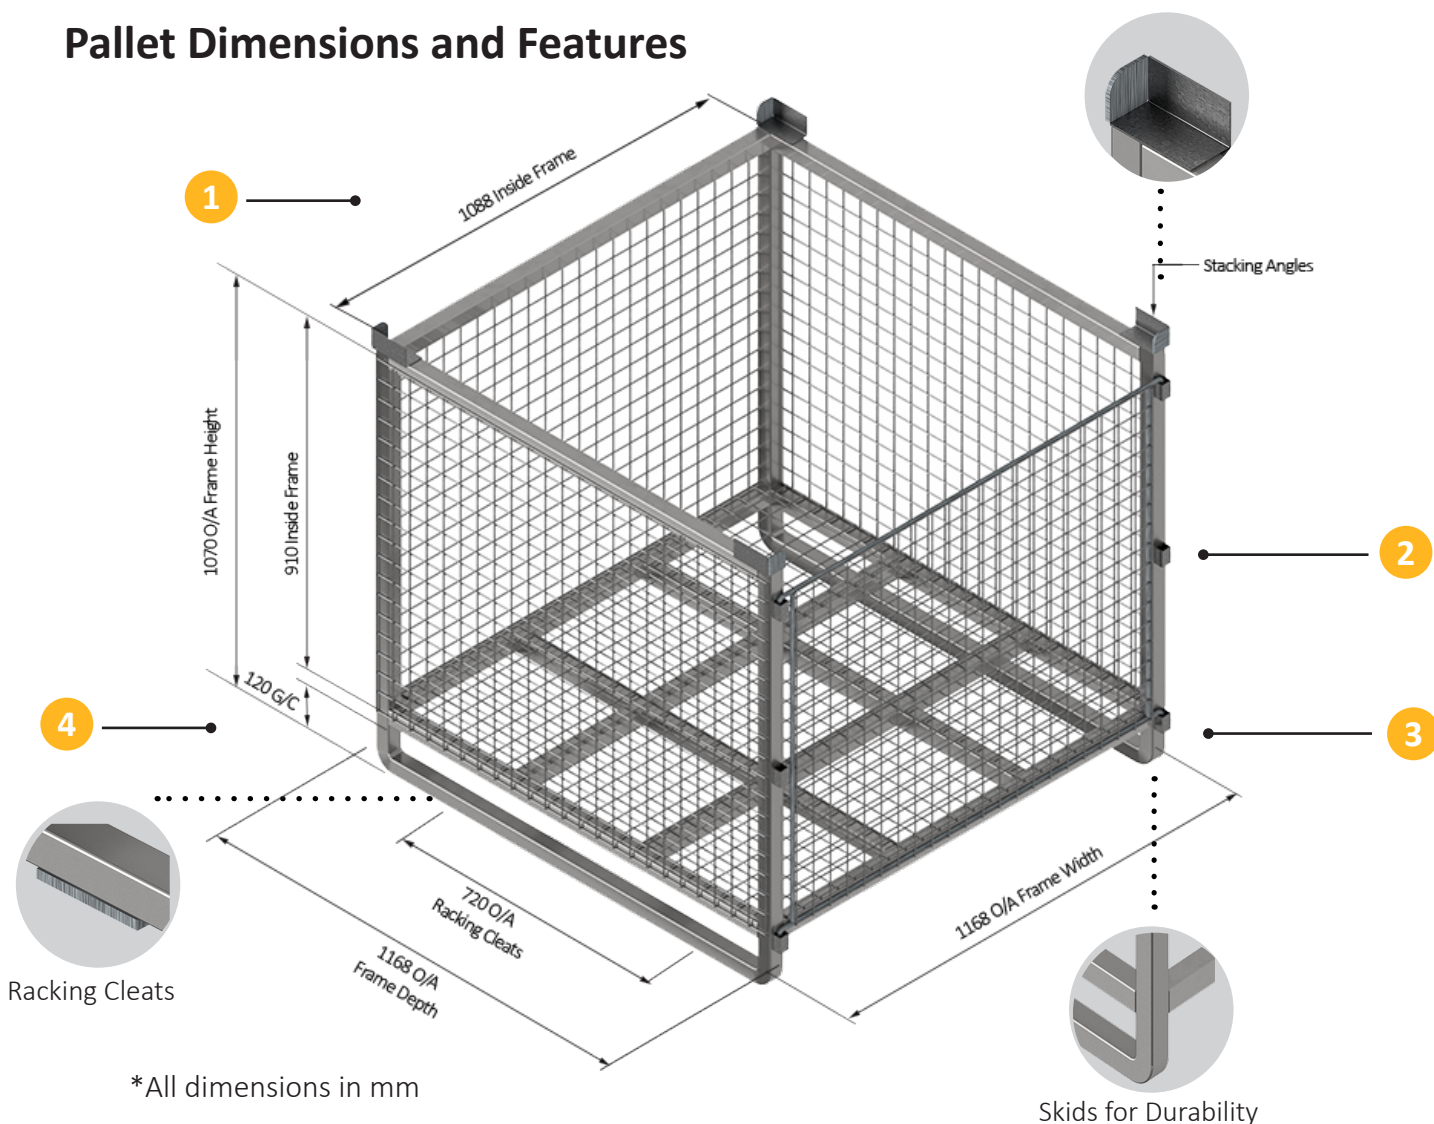 Pallet Dimensions and Features
1
1088 Inside Frame
Stacking Angles
1070 O/A Frame Height
910 Inside Frame
2
120 G/C
4
3
720 O/A
Racking Cleats
1168 O/A Frame Width
1168 O/A
Frame Depth
Racking Cleats
*All dimensions in mm
Skids for Durability